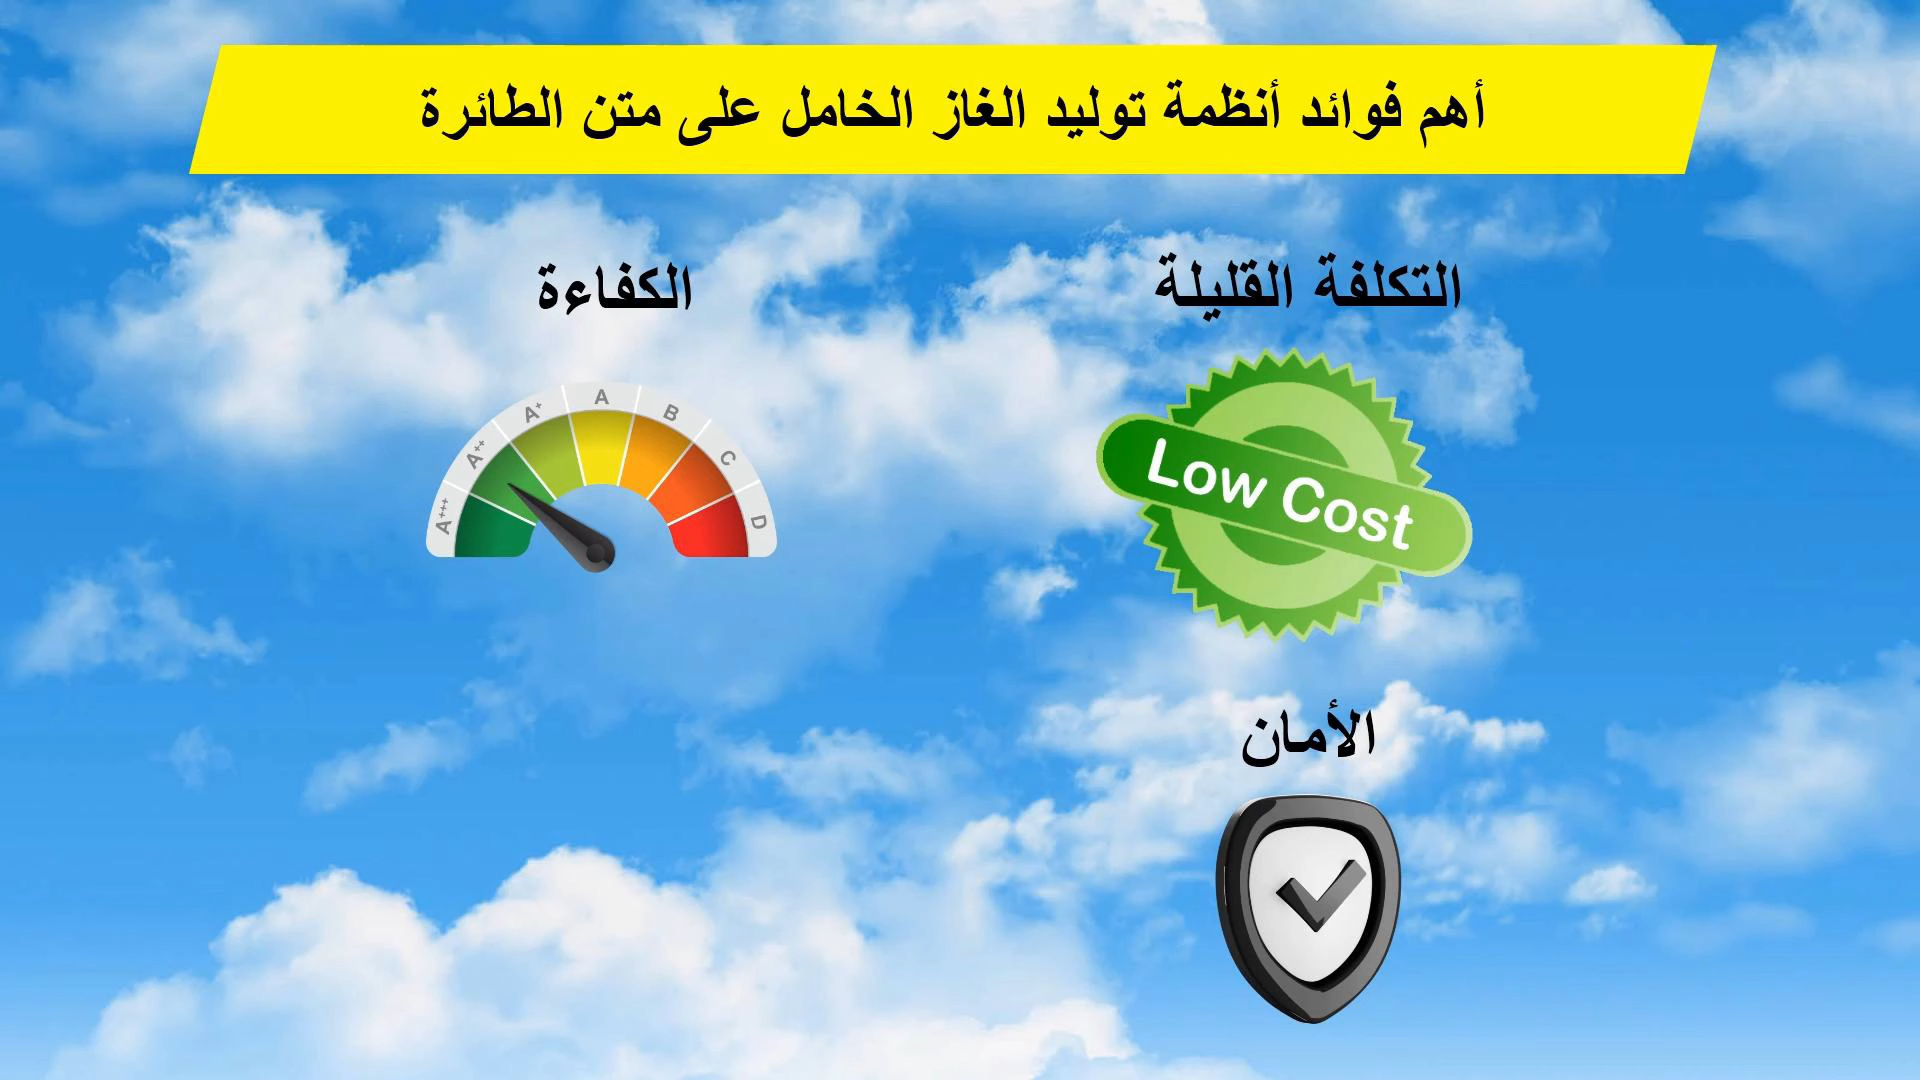 أهم فوائد أنظمة توليد الغاز الخامل على متن الطائرة
التكلفة القليلة
الكفاءة
A+++
A++
A+
A
B
C
D
Low Cost
الأمان